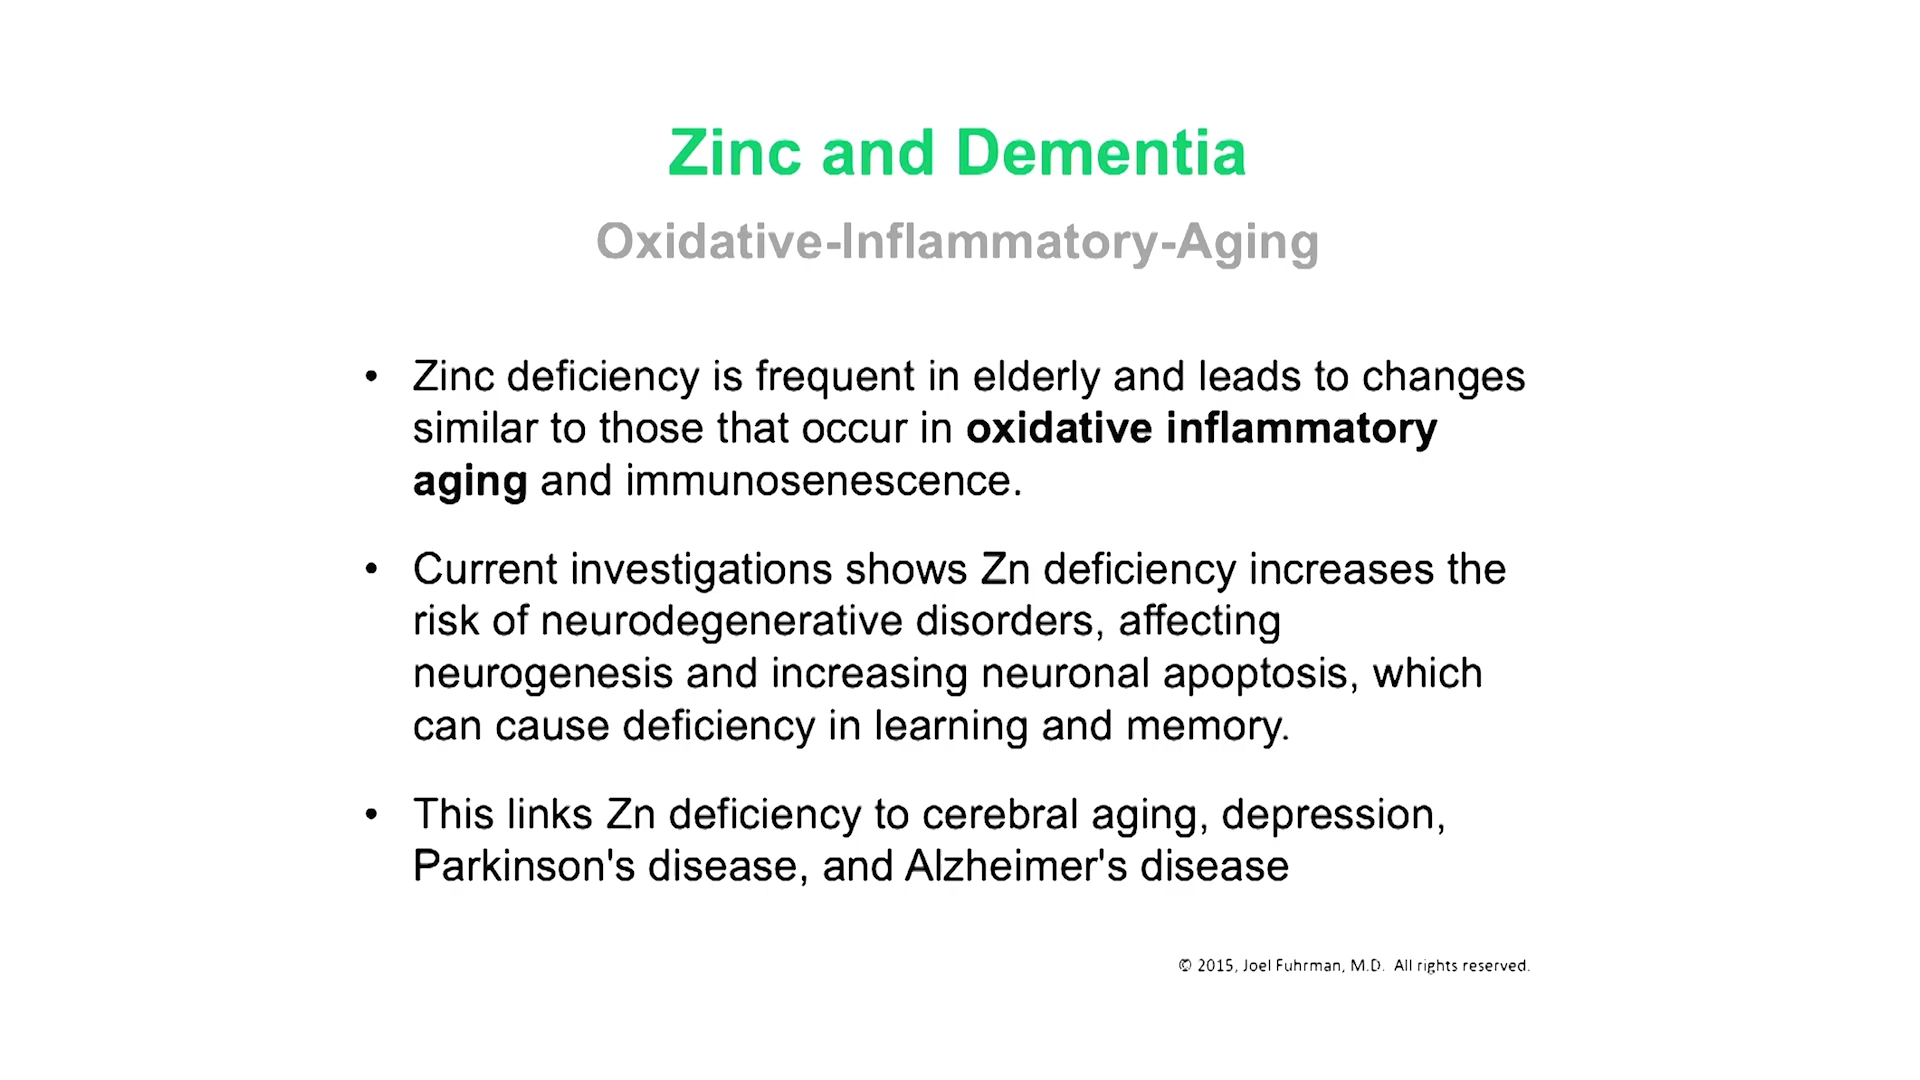 Zinc and Dementia
Oxidative-Inflammatory-Aging
• Zinc deficiency is frequent in elderly and leads to changes
similar to those that occur in oxidative inflammatory
aging and immunosenescence.
• Current investigations shows Zn deficiency increases the
risk of neurodegenerative disorders, affecting
neurogenesis and increasing neuronal apoptosis, which
can cause deficiency in learning and memory.
• This links Zn deficiency to cerebral aging, depression,
Parkinson's disease, and Alzheimer's disease
© 2015, Joel Fuhrman, M.D. All rights reserved.